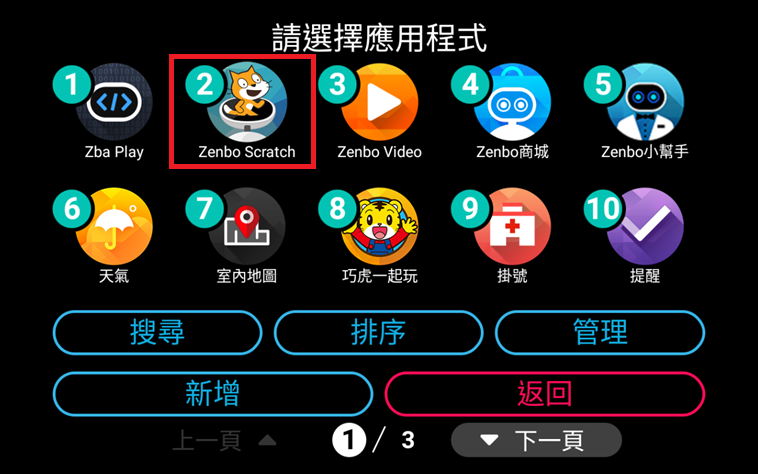 請選擇應用程式
1 2 3 4 5
Zba Play Zenbo Scratch Zenbo Video Zenbo商城 Zenbo小幫手
6 7 8 9 10
天氣 室內地圖 巧虎一起玩 掛號 提醒
搜尋 排序 管理
新增 返回
上一頁 1 / 3 下一頁